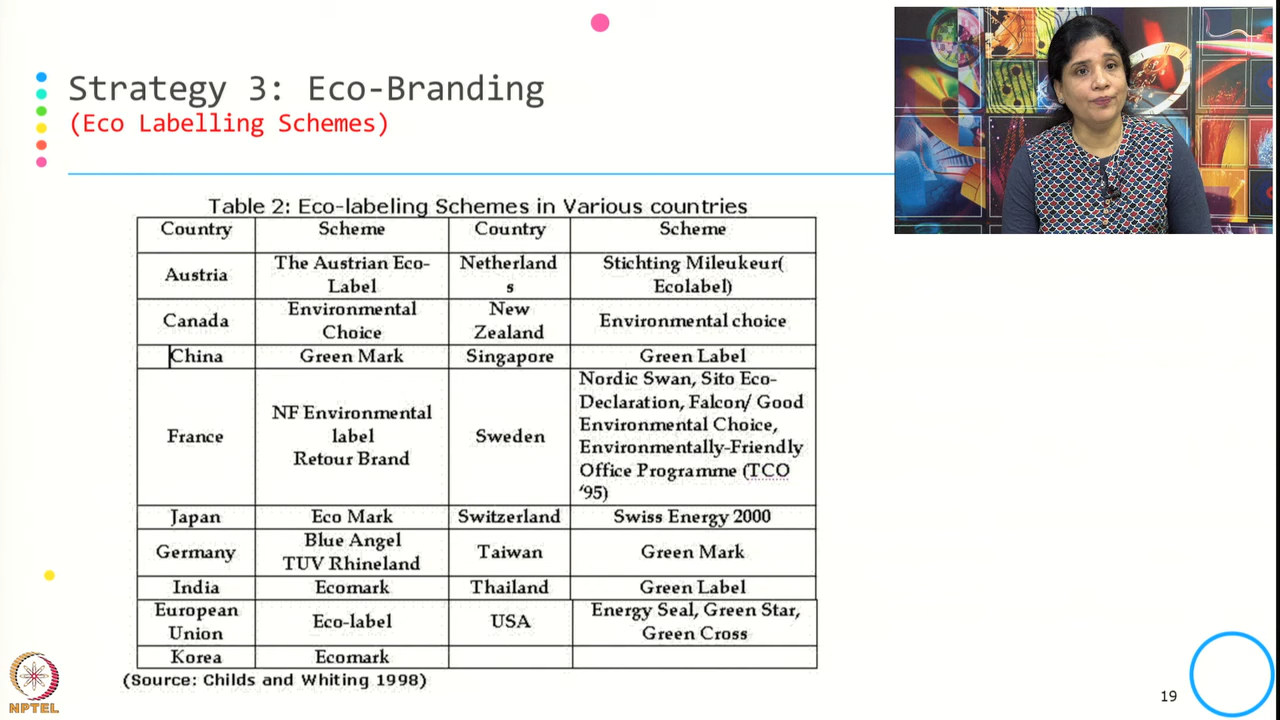 Strategy 3: Eco-Branding
(Eco Labelling Schemes)
Table 2: Eco-labeling Schemes in Various countries
Country Scheme Country Scheme
Austria
The Austrian Eco-
Label
Netherland
s
Stichting Mileukeur(
Ecolabel)
Canada
Environmental
Choice
New
Zealand
Environmental choice
China Green Mark Singapore Green Label
France
NF Environmental
label
Retour Brand
Sweden
Nordic Swan, Sito Eco-
Declaration, Falcon/ Good
Environmental Choice,
Environmentally-Friendly
Office Programme (TCO
‘95)
Japan Eco Mark Switzerland Swiss Energy 2000
Germany
Blue Angel
TUV Rhineland
Taiwan
Green Mark
India Ecomark Thailand Green Label
European
Union
Eco-label
USA
Energy Seal, Green Star,
Green Cross
Korea Ecomark
(Source: Childs and Whiting 1998)
NPTEL
19